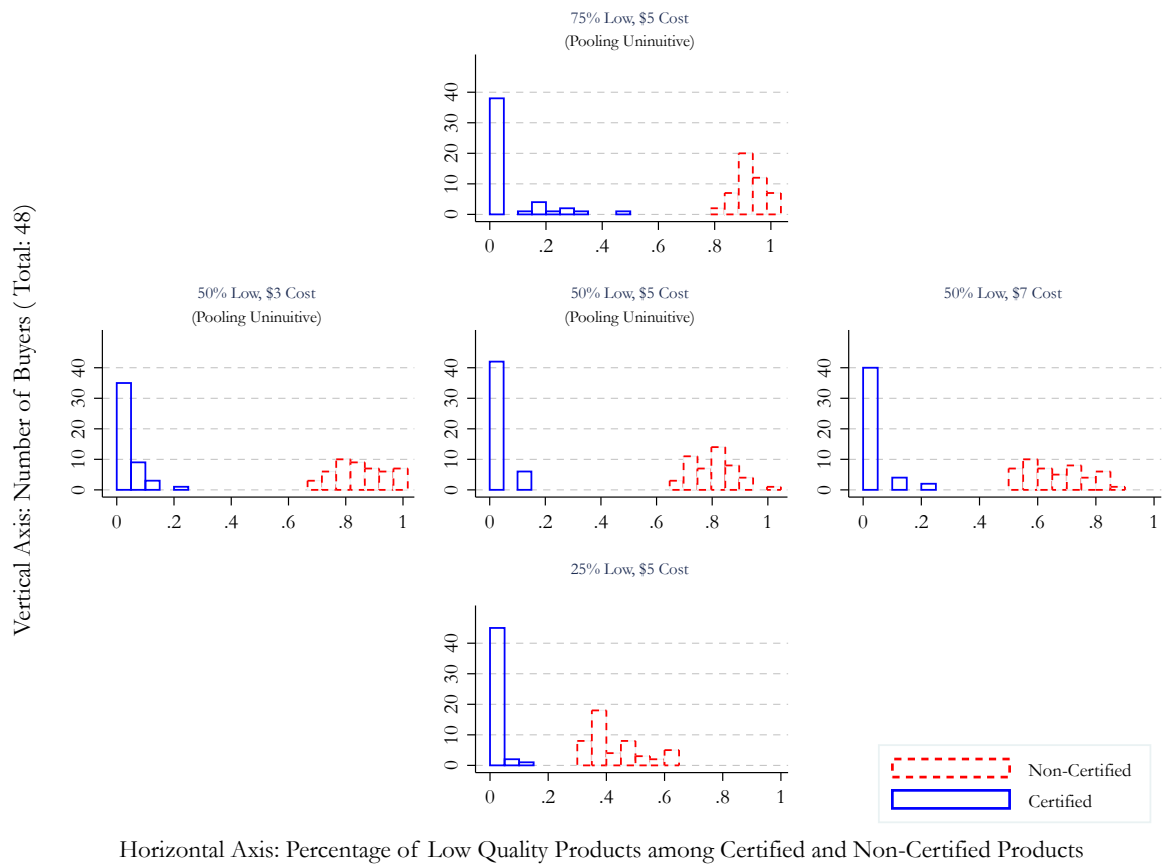 75% Low, $5 Cost
(Pooling Uninuitive)
0 10 20 30 40
0 .2 .4 .6 .8 1
Vertical Axis: Number of Buyers ( Total: 48)
50% Low, $3 Cost
(Pooling Uninuitive)
0 10 20 30 40
0 .2 .4 .6 .8 1
50% Low, $5 Cost
(Pooling Uninuitive)
0 10 20 30 40
0 .2 .4 .6 .8 1
50% Low, $7 Cost
0 10 20 30 40
0 .2 .4 .6 .8 1
25% Low, $5 Cost
0 10 20 30 40
0 .2 .4 .6 .8 1
Non-Certified
Certified
Horizontal Axis: Percentage of Low Quality Products among Certified and Non-Certified Products